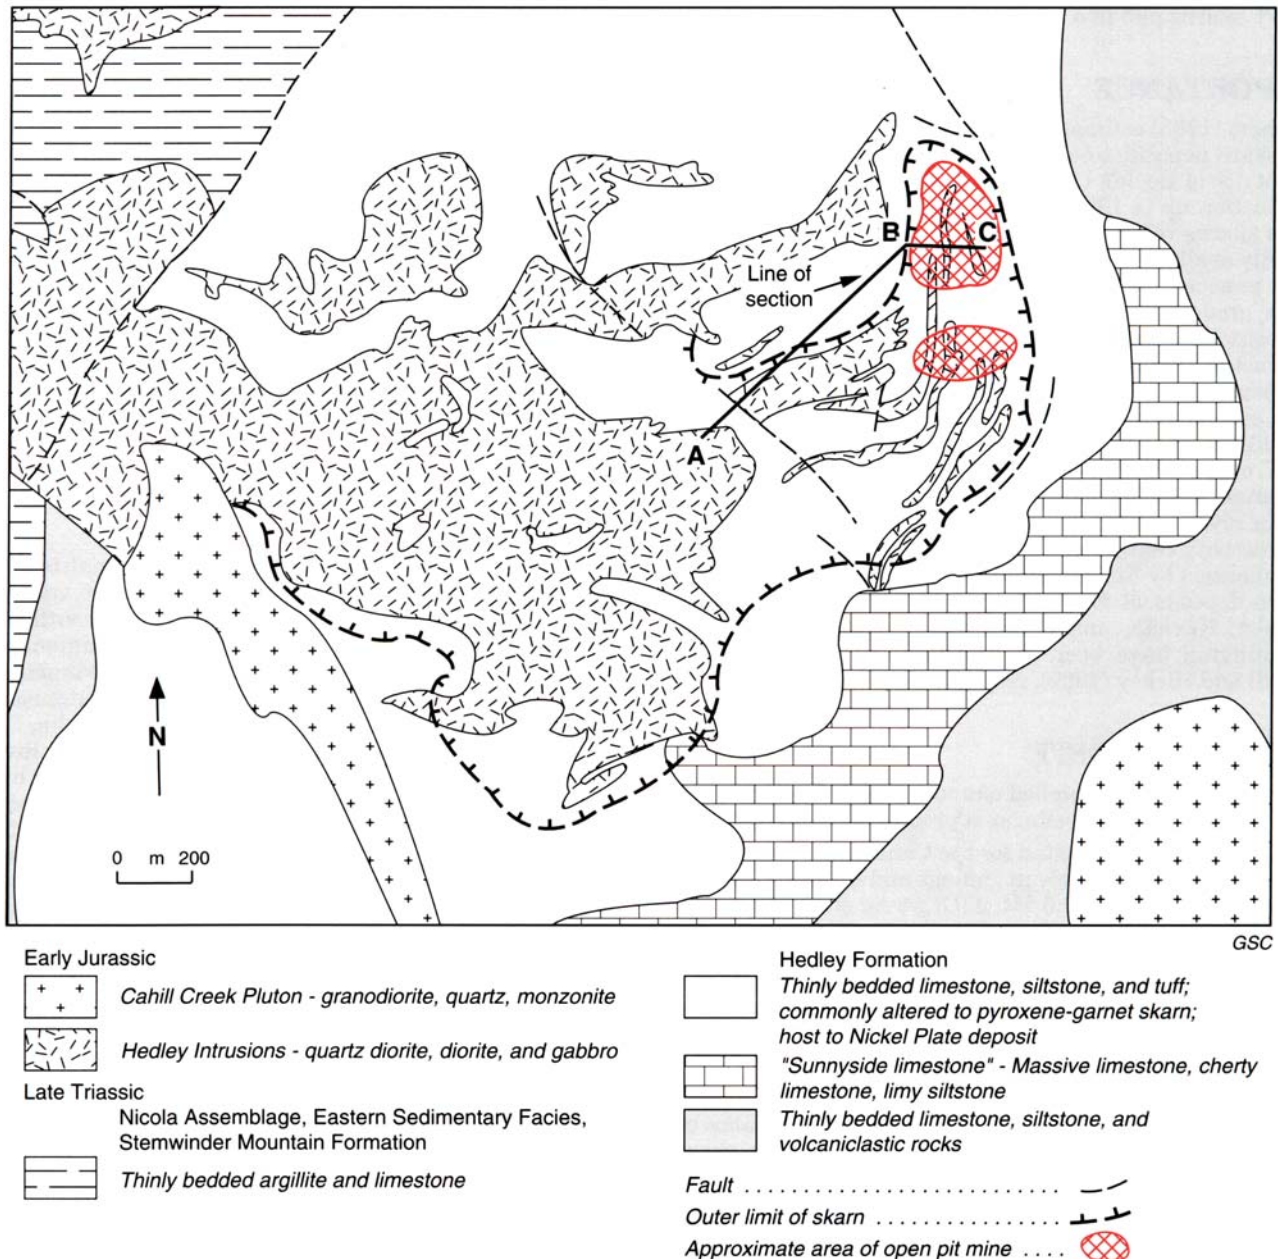 B
C
Line of
section
A
N
0 m 200
GSC
Early Jurassic
Cahill Creek Pluton - granodiorite, quartz, monzonite
Hedley Intrusions - quartz diorite, diorite, and gabbro
Late Triassic
Nicola Assemblage, Eastern Sedimentary Facies,
Stemwinder Mountain Formation
Thinly bedded argillite and limestone
Hedley Formation
Thinly bedded limestone, siltstone, and tuff;
commonly altered to pyroxene-garnet skarn;
host to Nickel Plate deposit
"Sunnyside limestone" - Massive limestone, cherty
limestone, limy siltstone
Thinly bedded limestone, siltstone, and
volcaniclastic rocks
Fault . . . . . . . . . . . . . . . . . . . . . . . . . . . .
Outer limit of skarn . . . . . . . . . . . . . . . .
Approximate area of open pit mine . . . .